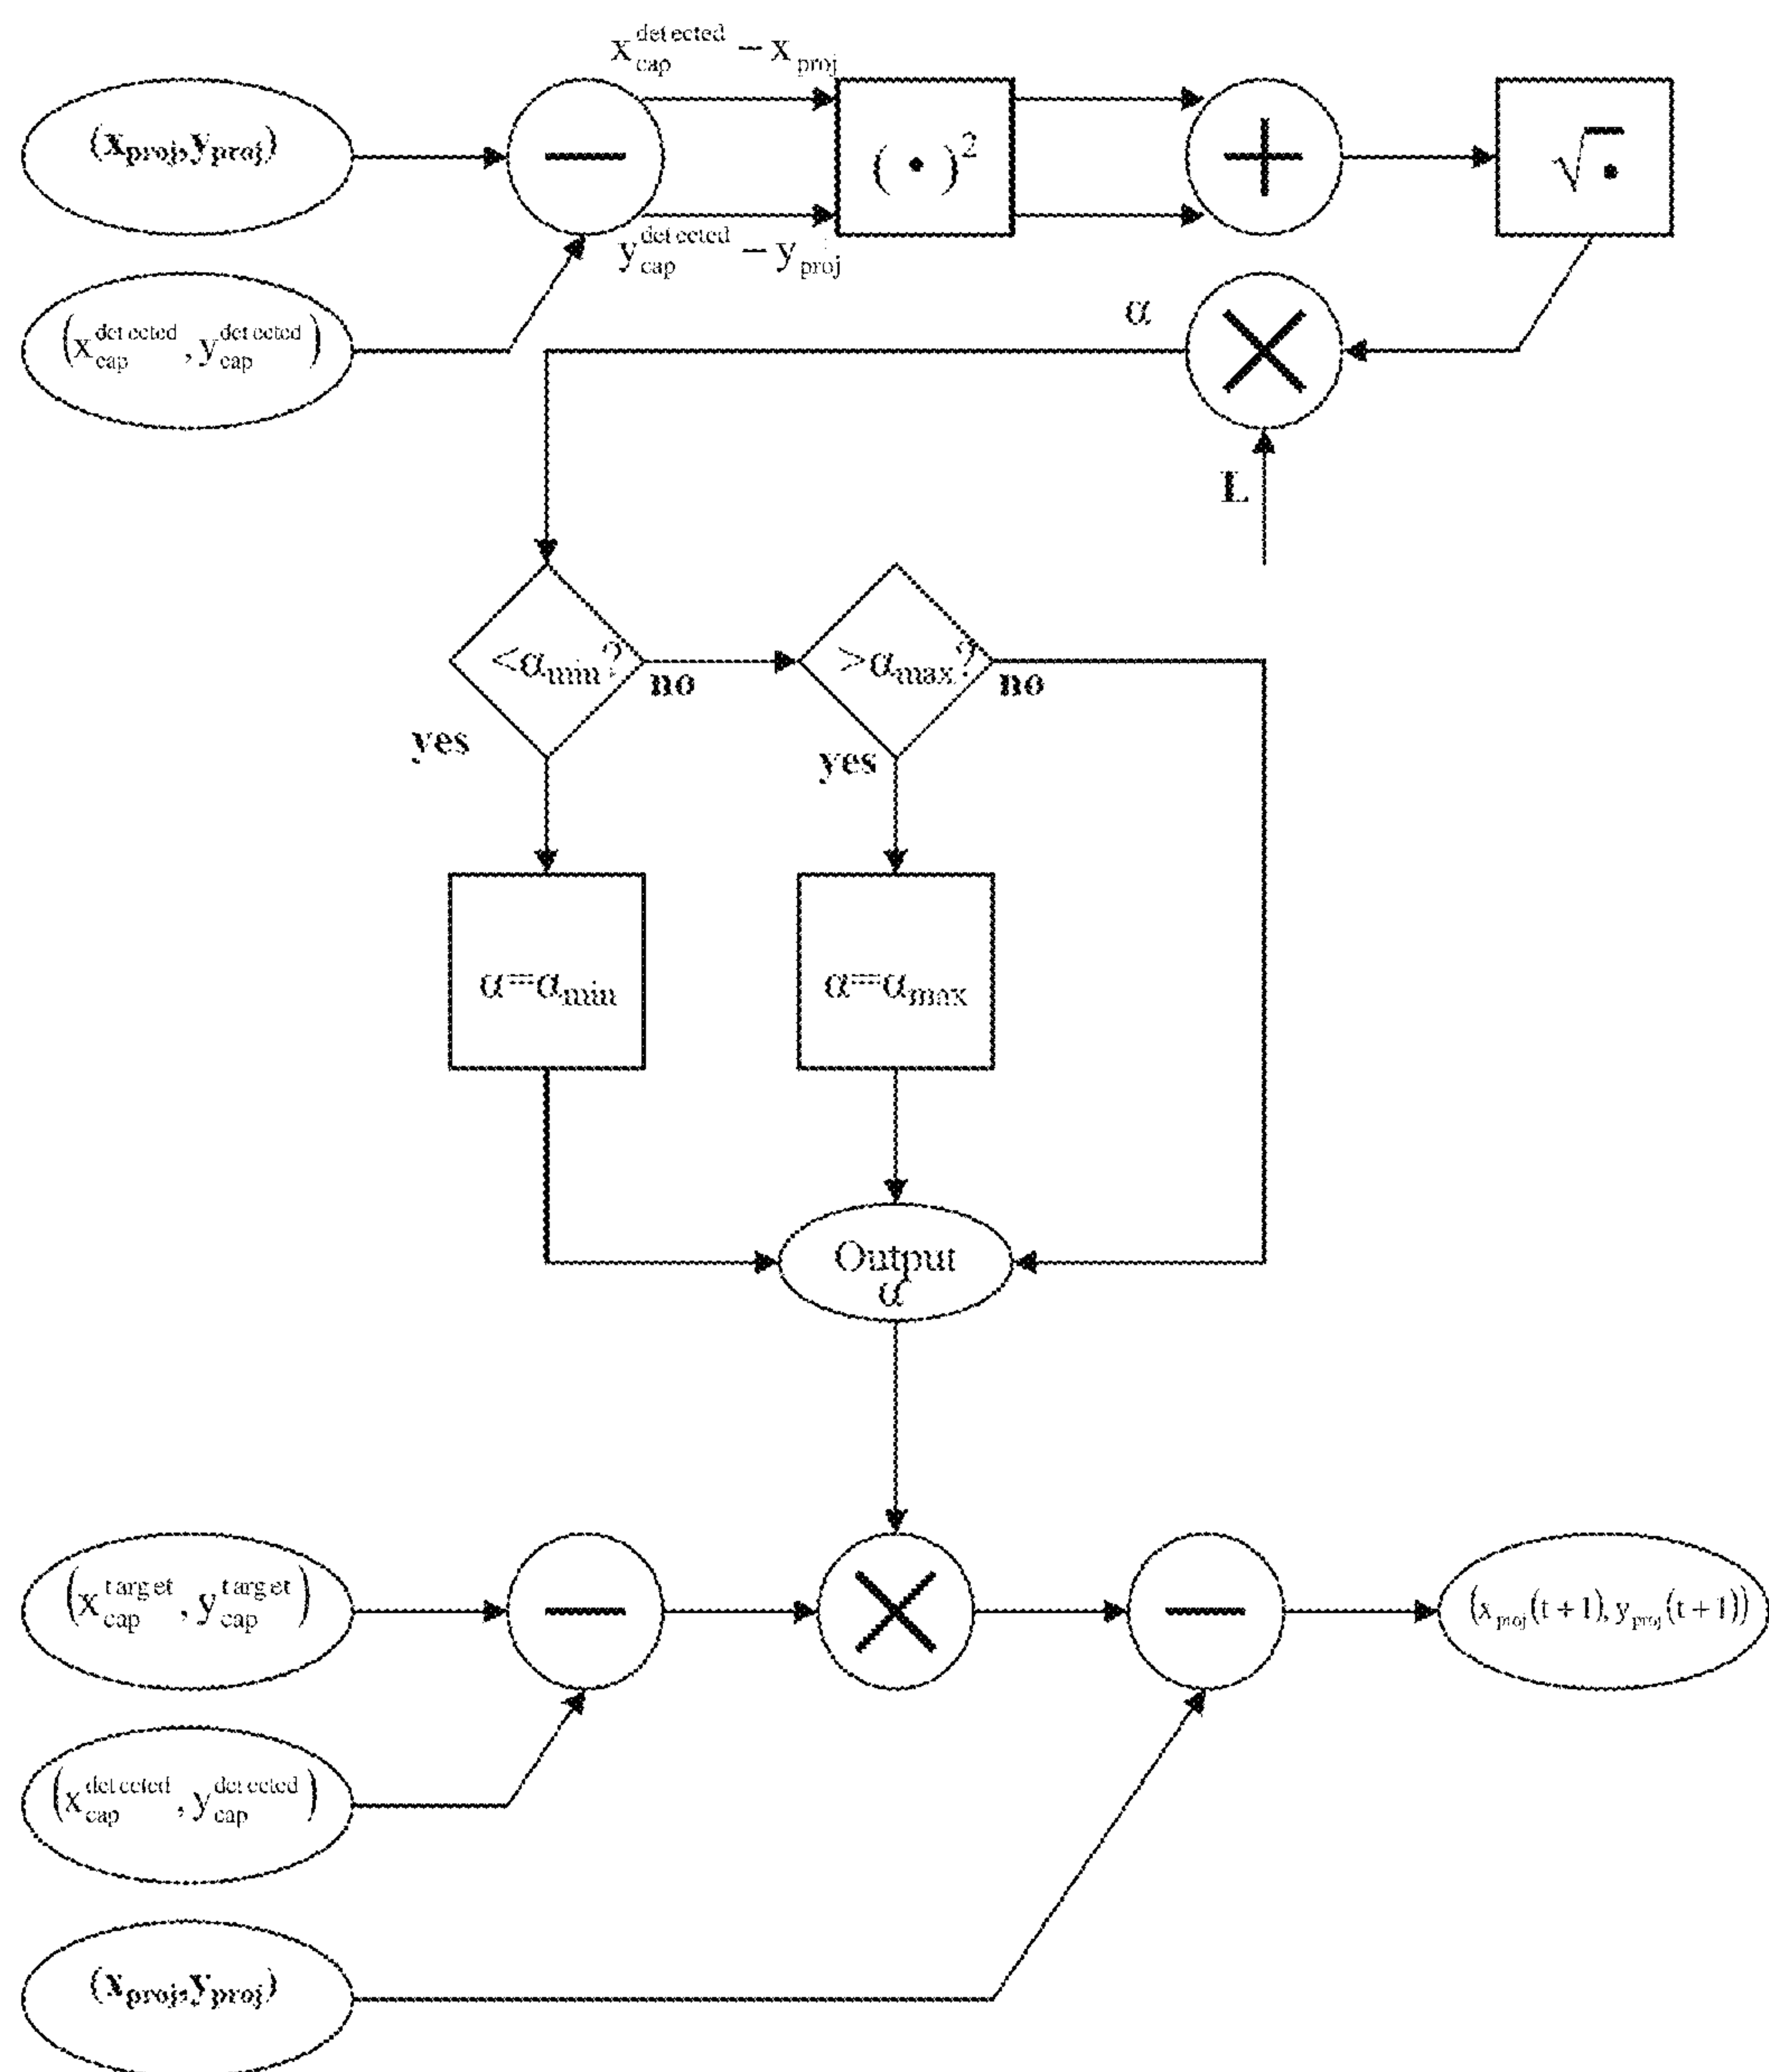 x_cap^detected − x_proj
(x_proj,y_proj)
(•)²
√•
y_cap^detected − y_proj
(x_cap^detected, y_cap^detected)
α
L
<α_min?
no
>α_max?
no
yes
yes
α=α_min
α=α_max
Output
α
(x_cap^target, y_cap^target)
(x_proj(t+1), y_proj(t+1))
(x_cap^detected, y_cap^detected)
(x_proj,y_proj)